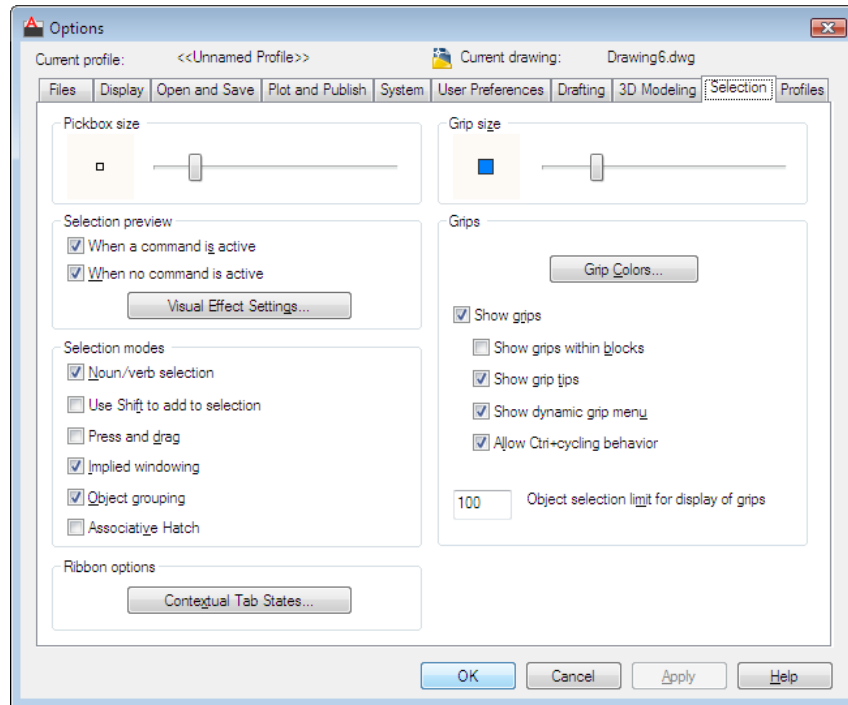 Options
Current profile: <<Unnamed Profile>> Current drawing: Drawing6.dwg
Files Display Open and Save Plot and Publish System User Preferences Drafting 3D Modeling Selection Profiles
Pickbox size
Grip size
Selection preview
When a command is active
When no command is active
Visual Effect Settings...
Selection modes
Noun/verb selection
Use Shift to add to selection
Press and drag
Implied windowing
Object grouping
Associative Hatch
Ribbon options
Contextual Tab States...
Grips
Grip Colors...
Show grips
Show grips within blocks
Show grip tips
Show dynamic grip menu
Allow Ctrl+cycling behavior
100 Object selection limit for display of grips
OK Cancel Apply Help